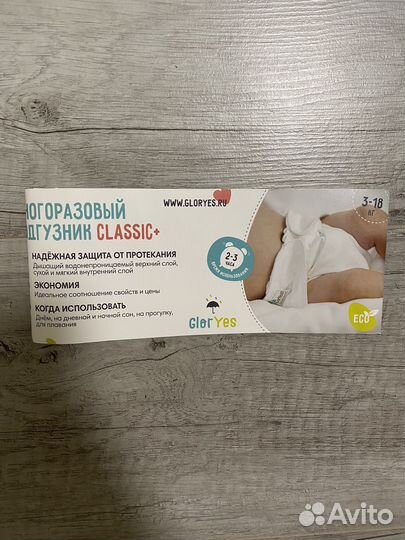 WWW.GLORYES.RU
НОГОРАЗОВЫЙ
ДГУЗНИК CLASSIC+
3-18
КГ
НАДЁЖНАЯ ЗАЩИТА ОТ ПРОТЕКАНИЯ
Дышащий водонепроницаемый верхний слой,
сухой и мягкий внутренний слой
2-3
ЧАСА
ЭКОНОМИЯ
Идеальное соотношение свойств и цены
КОГДА ИСПОЛЬЗОВАТЬ
Днём, на дневной и ночной сон, на прогулку,
для плавания
GlorYes
ECO
Avito